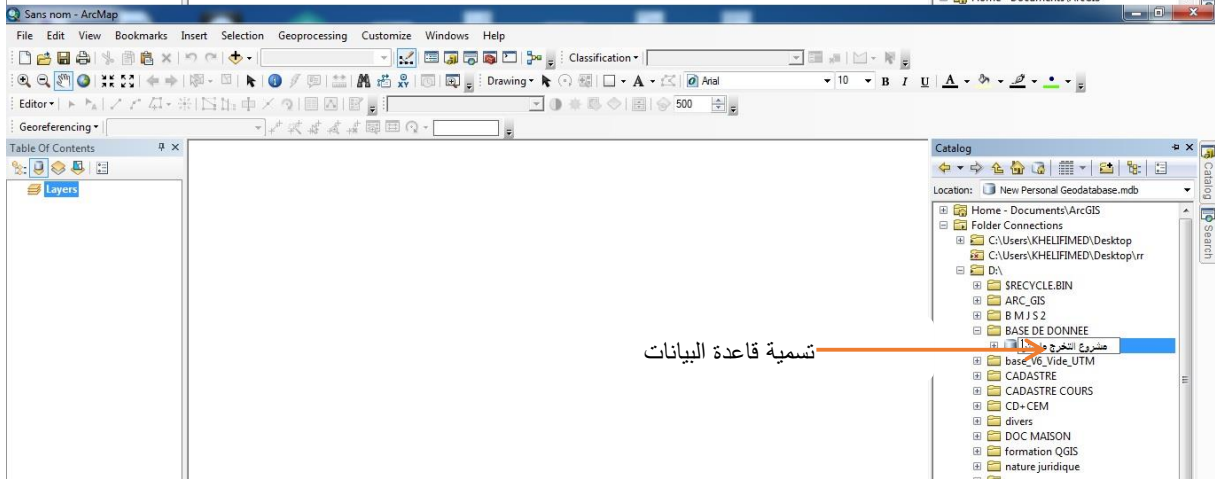 Home - Documents\ArcGIS
Sans nom - ArcMap
File Edit View Bookmarks Insert Selection Geoprocessing Customize Windows Help
Classification
Drawing A Arial 10 B I U A
Editor 500
Georeferencing
Table Of Contents
Layers
Catalog
Location: New Personal Geodatabase.mdb
Home - Documents\ArcGIS
Folder Connections
C:\Users\KHELIFIMED\Desktop
C:\Users\KHELIFIMED\Desktop\rr
D:\
$RECYCLE.BIN
ARC_GIS
B M J S 2
BASE DE DONNEE
مشروع التخرج
base_V6_Vide_UTM
CADASTRE
CADASTRE COURS
CD+CEM
divers
DOC MAISON
formation QGIS
nature juridique
Catalog
Search
تسمية قاعدة البيانات